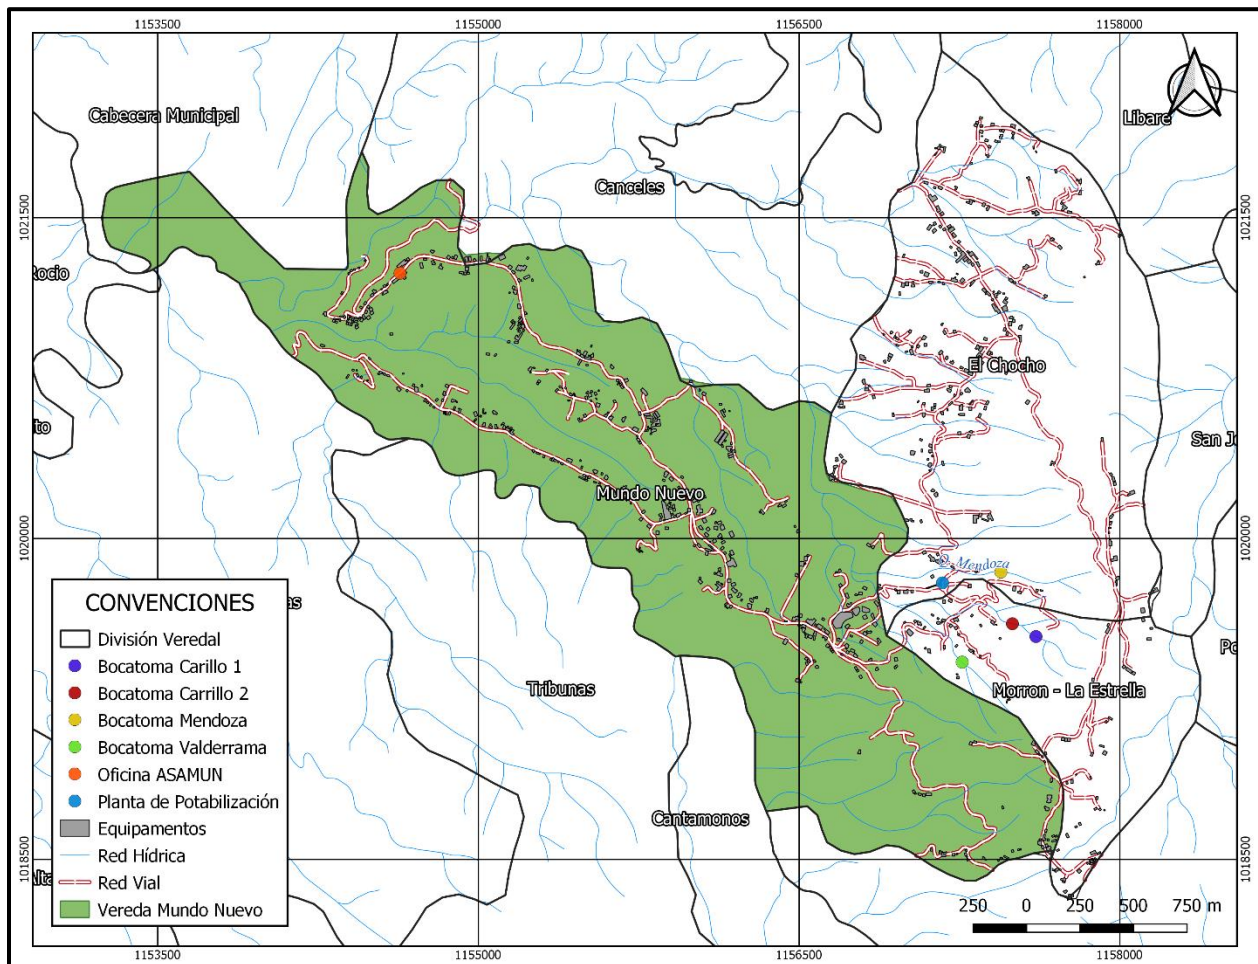 1153500 1155000 1156500 1158000
Cabecera Municipal
Libare
Canceles
1021500 1021500
Rocio
El Chocho
San Jo
Mundo Nuevo
1020000 1020000
Q. Mendoza
Tribunas
Morron - La Estrella
Cantamonos
1018500 1018500
CONVENCIONES
División Veredal
Bocatoma Carillo 1
Bocatoma Carrillo 2
Bocatoma Mendoza
Bocatoma Valderrama
Oficina ASAMUN
Planta de Potabilización
Equipamentos
Red Hídrica
Red Vial
Vereda Mundo Nuevo
250 0 250 500 750 m
1153500 1155000 1156500 1158000